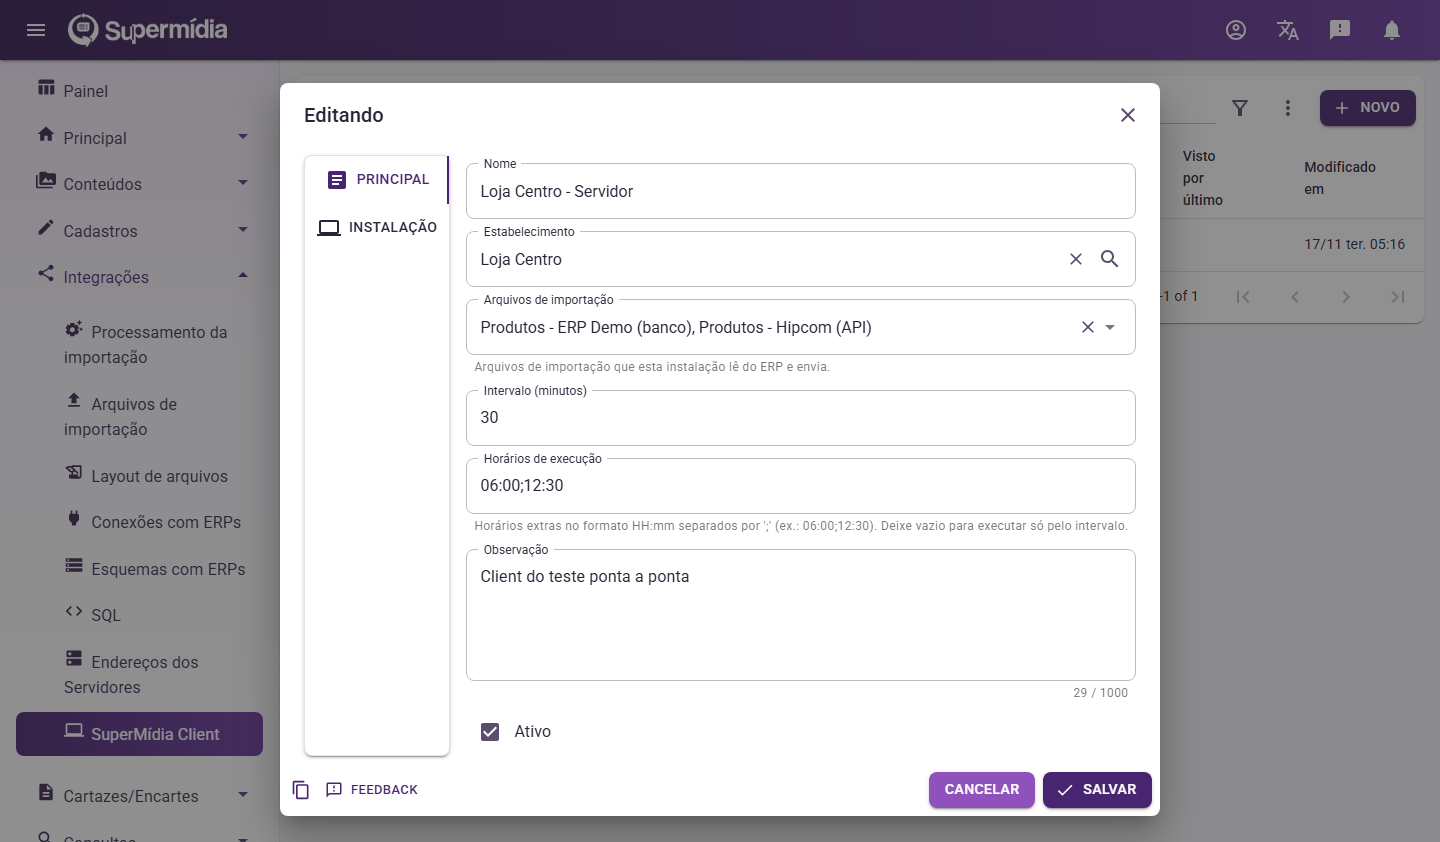 Supermídia
Painel
Principal
Conteúdos
Cadastros
Integrações
Processamento da
importação
Arquivos de
importação
Layout de arquivos
Conexões com ERPs
Esquemas com ERPs
SQL
Endereços dos
Servidores
SuperMídia Client
Cartazes/Encartes
Consultas
NOVO
Visto
por
último
Modificado
em
17/11 ter. 05:16
-1 of 1
Editando
PRINCIPAL
INSTALAÇÃO
Nome
Loja Centro - Servidor
Estabelecimento
Loja Centro
Arquivos de importação
Produtos - ERP Demo (banco), Produtos - Hipcom (API)
Arquivos de importação que esta instalação lê do ERP e envia.
Intervalo (minutos)
30
Horários de execução
06:00;12:30
Horários extras no formato HH:mm separados por ';' (ex.: 06:00;12:30). Deixe vazio para executar só pelo intervalo.
Observação
Client do teste ponta a ponta
29 / 1000
Ativo
FEEDBACK
CANCELAR
SALVAR